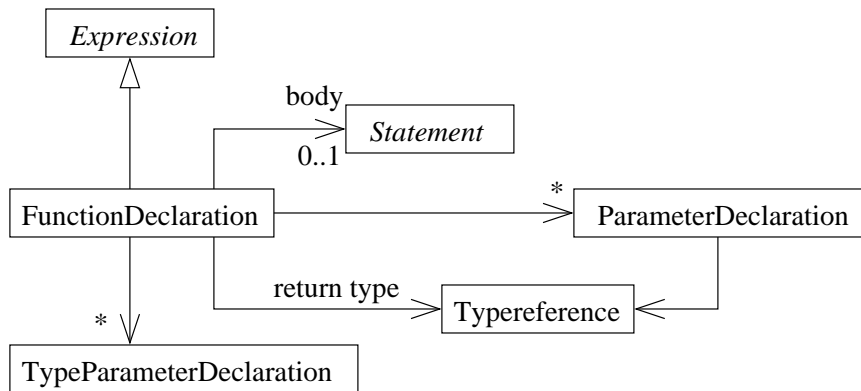 Expression
body
Statement
0..1
FunctionDeclaration
*
ParameterDeclaration
return type
Typereference
*
TypeParameterDeclaration